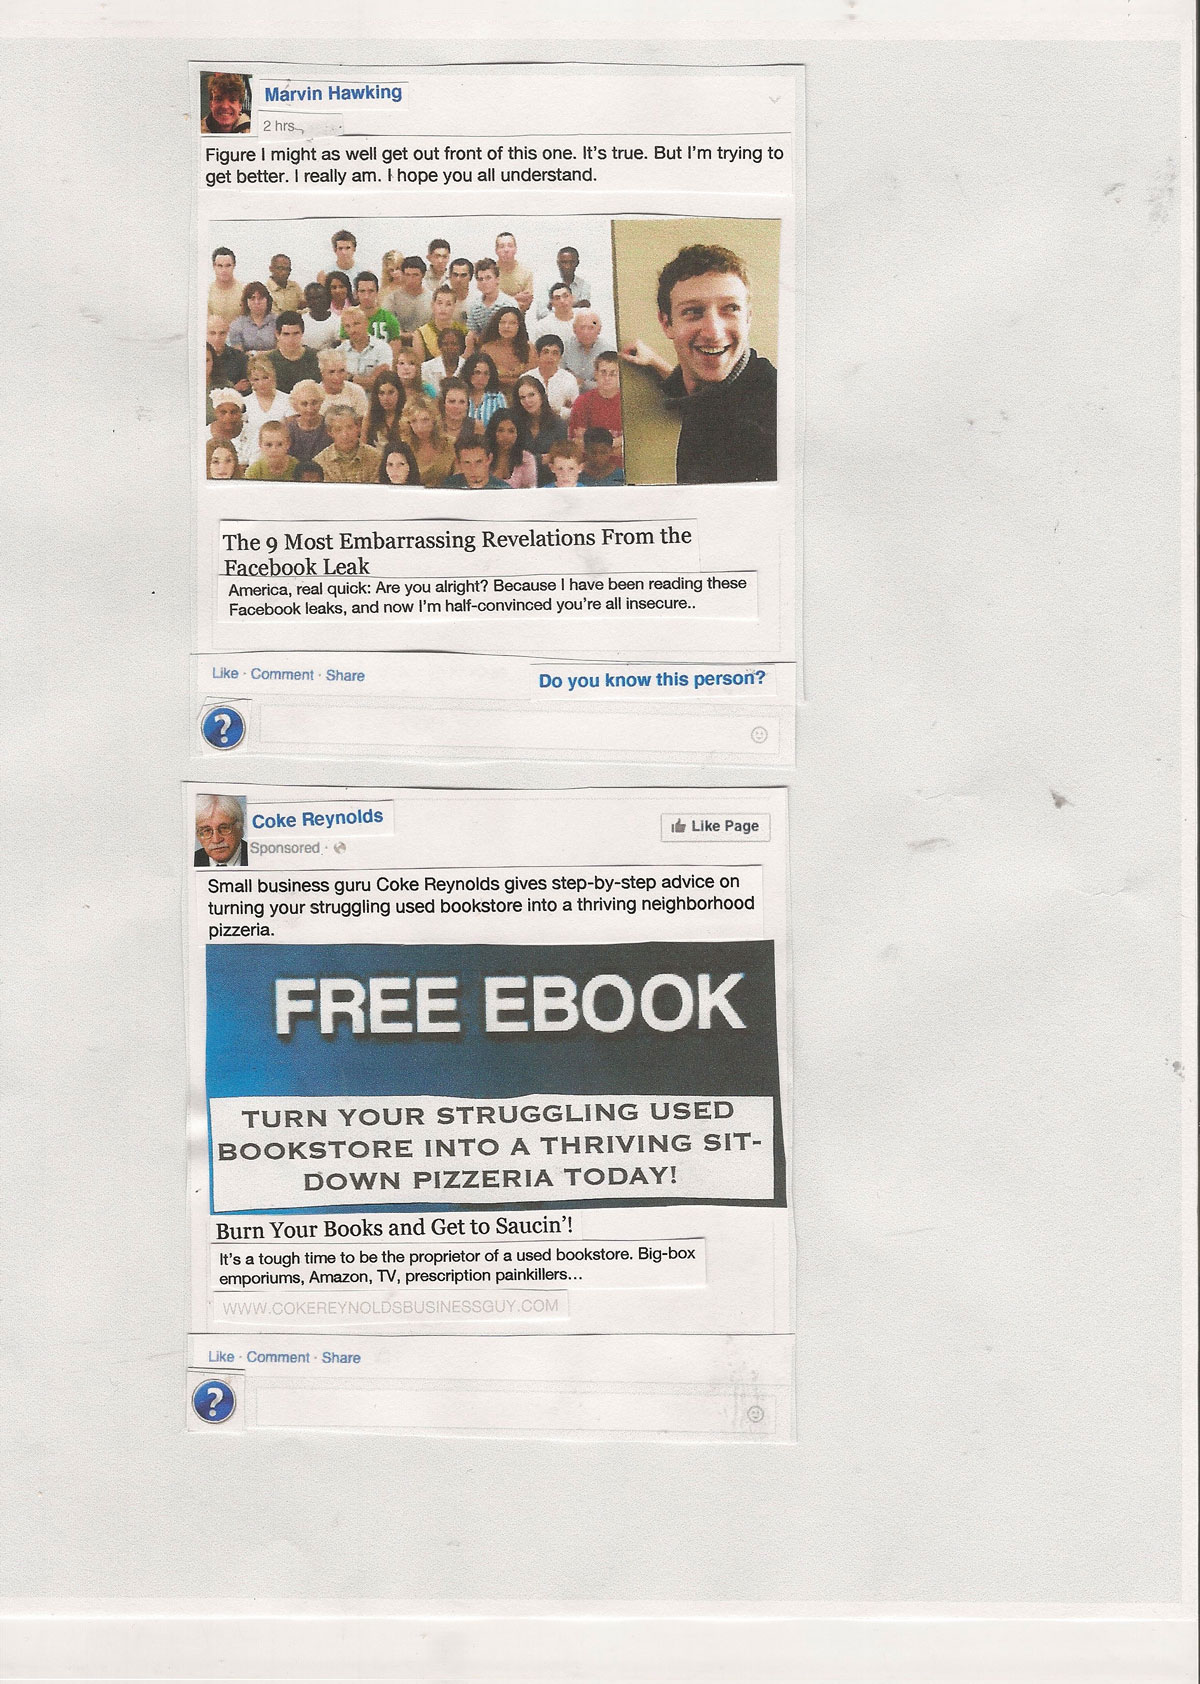 Marvin Hawking
2 hrs
Figure I might as well get out front of this one. It's true. But I'm trying to
get better. I really am. I hope you all understand.
15
The 9 Most Embarrassing Revelations From the
Facebook Leak
America, real quick: Are you alright? Because I have been reading these
Facebook leaks, and now I'm half-convinced you're all insecure..
Like · Comment · Share
Do you know this person?
?
Coke Reynolds
Like Page
Sponsored ·
Small business guru Coke Reynolds gives step-by-step advice on
turning your struggling used bookstore into a thriving neighborhood
pizzeria.
FREE EBOOK
TURN YOUR STRUGGLING USED
BOOKSTORE INTO A THRIVING SIT-
DOWN PIZZERIA TODAY!
Burn Your Books and Get to Saucin'!
It's a tough time to be the proprietor of a used bookstore. Big-box
emporiums, Amazon, TV, prescription painkillers...
WWW.COKEREYNOLDSBUSINESSGUY.COM
Like · Comment · Share
?